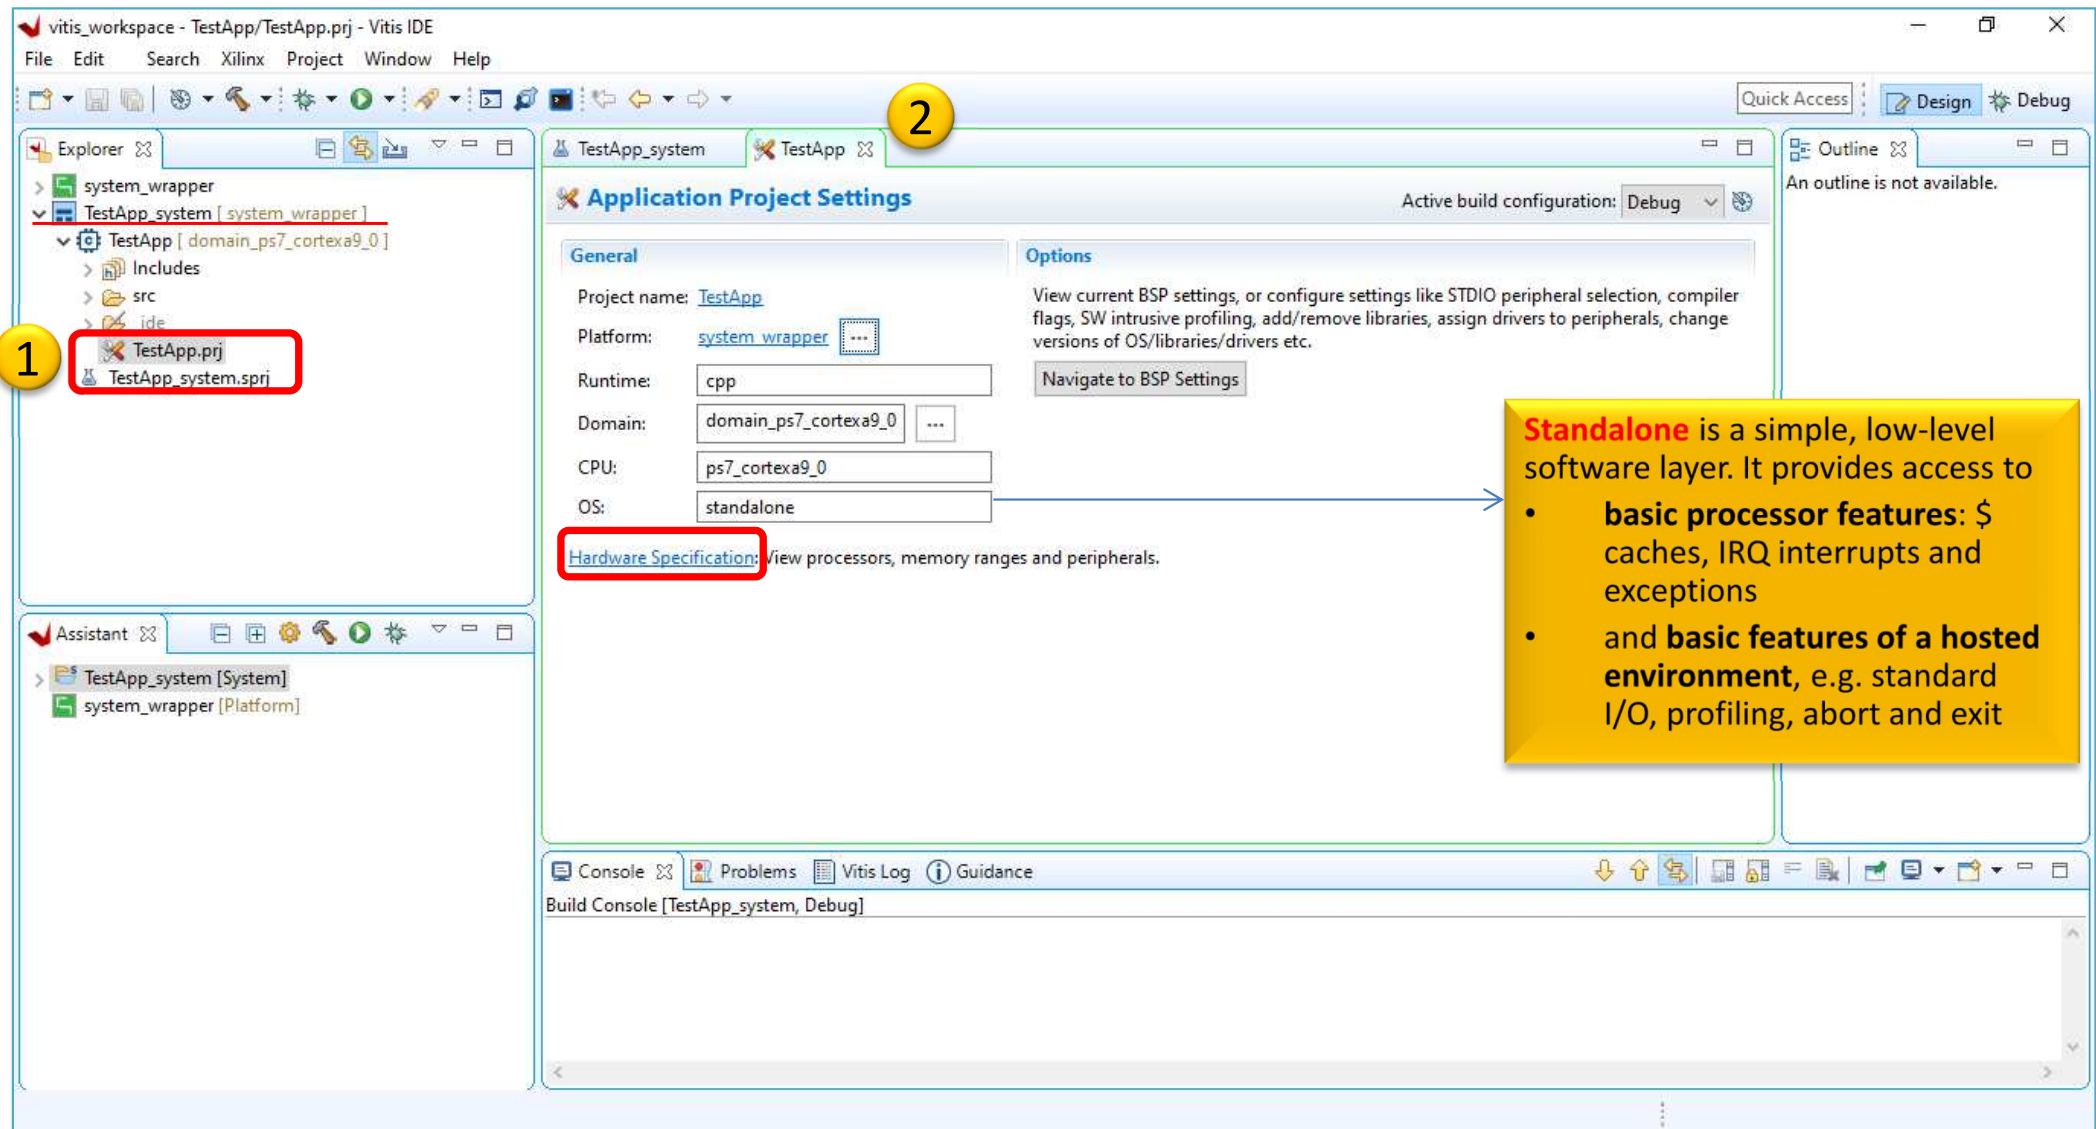 vitis_workspace - TestApp/TestApp.prj - Vitis IDE
File Edit Search Xilinx Project Window Help
Quick Access
Design
Debug
2
Explorer
system_wrapper
TestApp_system [ system_wrapper ]
TestApp [ domain_ps7_cortexa9_0 ]
Includes
src
ide
1
TestApp.prj
TestApp_system.sprj
Assistant
TestApp_system [System]
system_wrapper [Platform]
TestApp_system
TestApp
Application Project Settings
Active build configuration: Debug
General
Project name: TestApp
Platform: system_wrapper ...
Runtime: cpp
Domain: domain_ps7_cortexa9_0 ...
CPU: ps7_cortexa9_0
OS: standalone
Hardware Specification: View processors, memory ranges and peripherals.
Options
View current BSP settings, or configure settings like STDIO peripheral selection, compiler
flags, SW intrusive profiling, add/remove libraries, assign drivers to peripherals, change
versions of OS/libraries/drivers etc.
Navigate to BSP Settings
Outline
An outline is not available.
Standalone is a simple, low-level
software layer. It provides access to
• basic processor features: $
caches, IRQ interrupts and
exceptions
• and basic features of a hosted
environment, e.g. standard
I/O, profiling, abort and exit
Console
Problems
Vitis Log
Guidance
Build Console [TestApp_system, Debug]